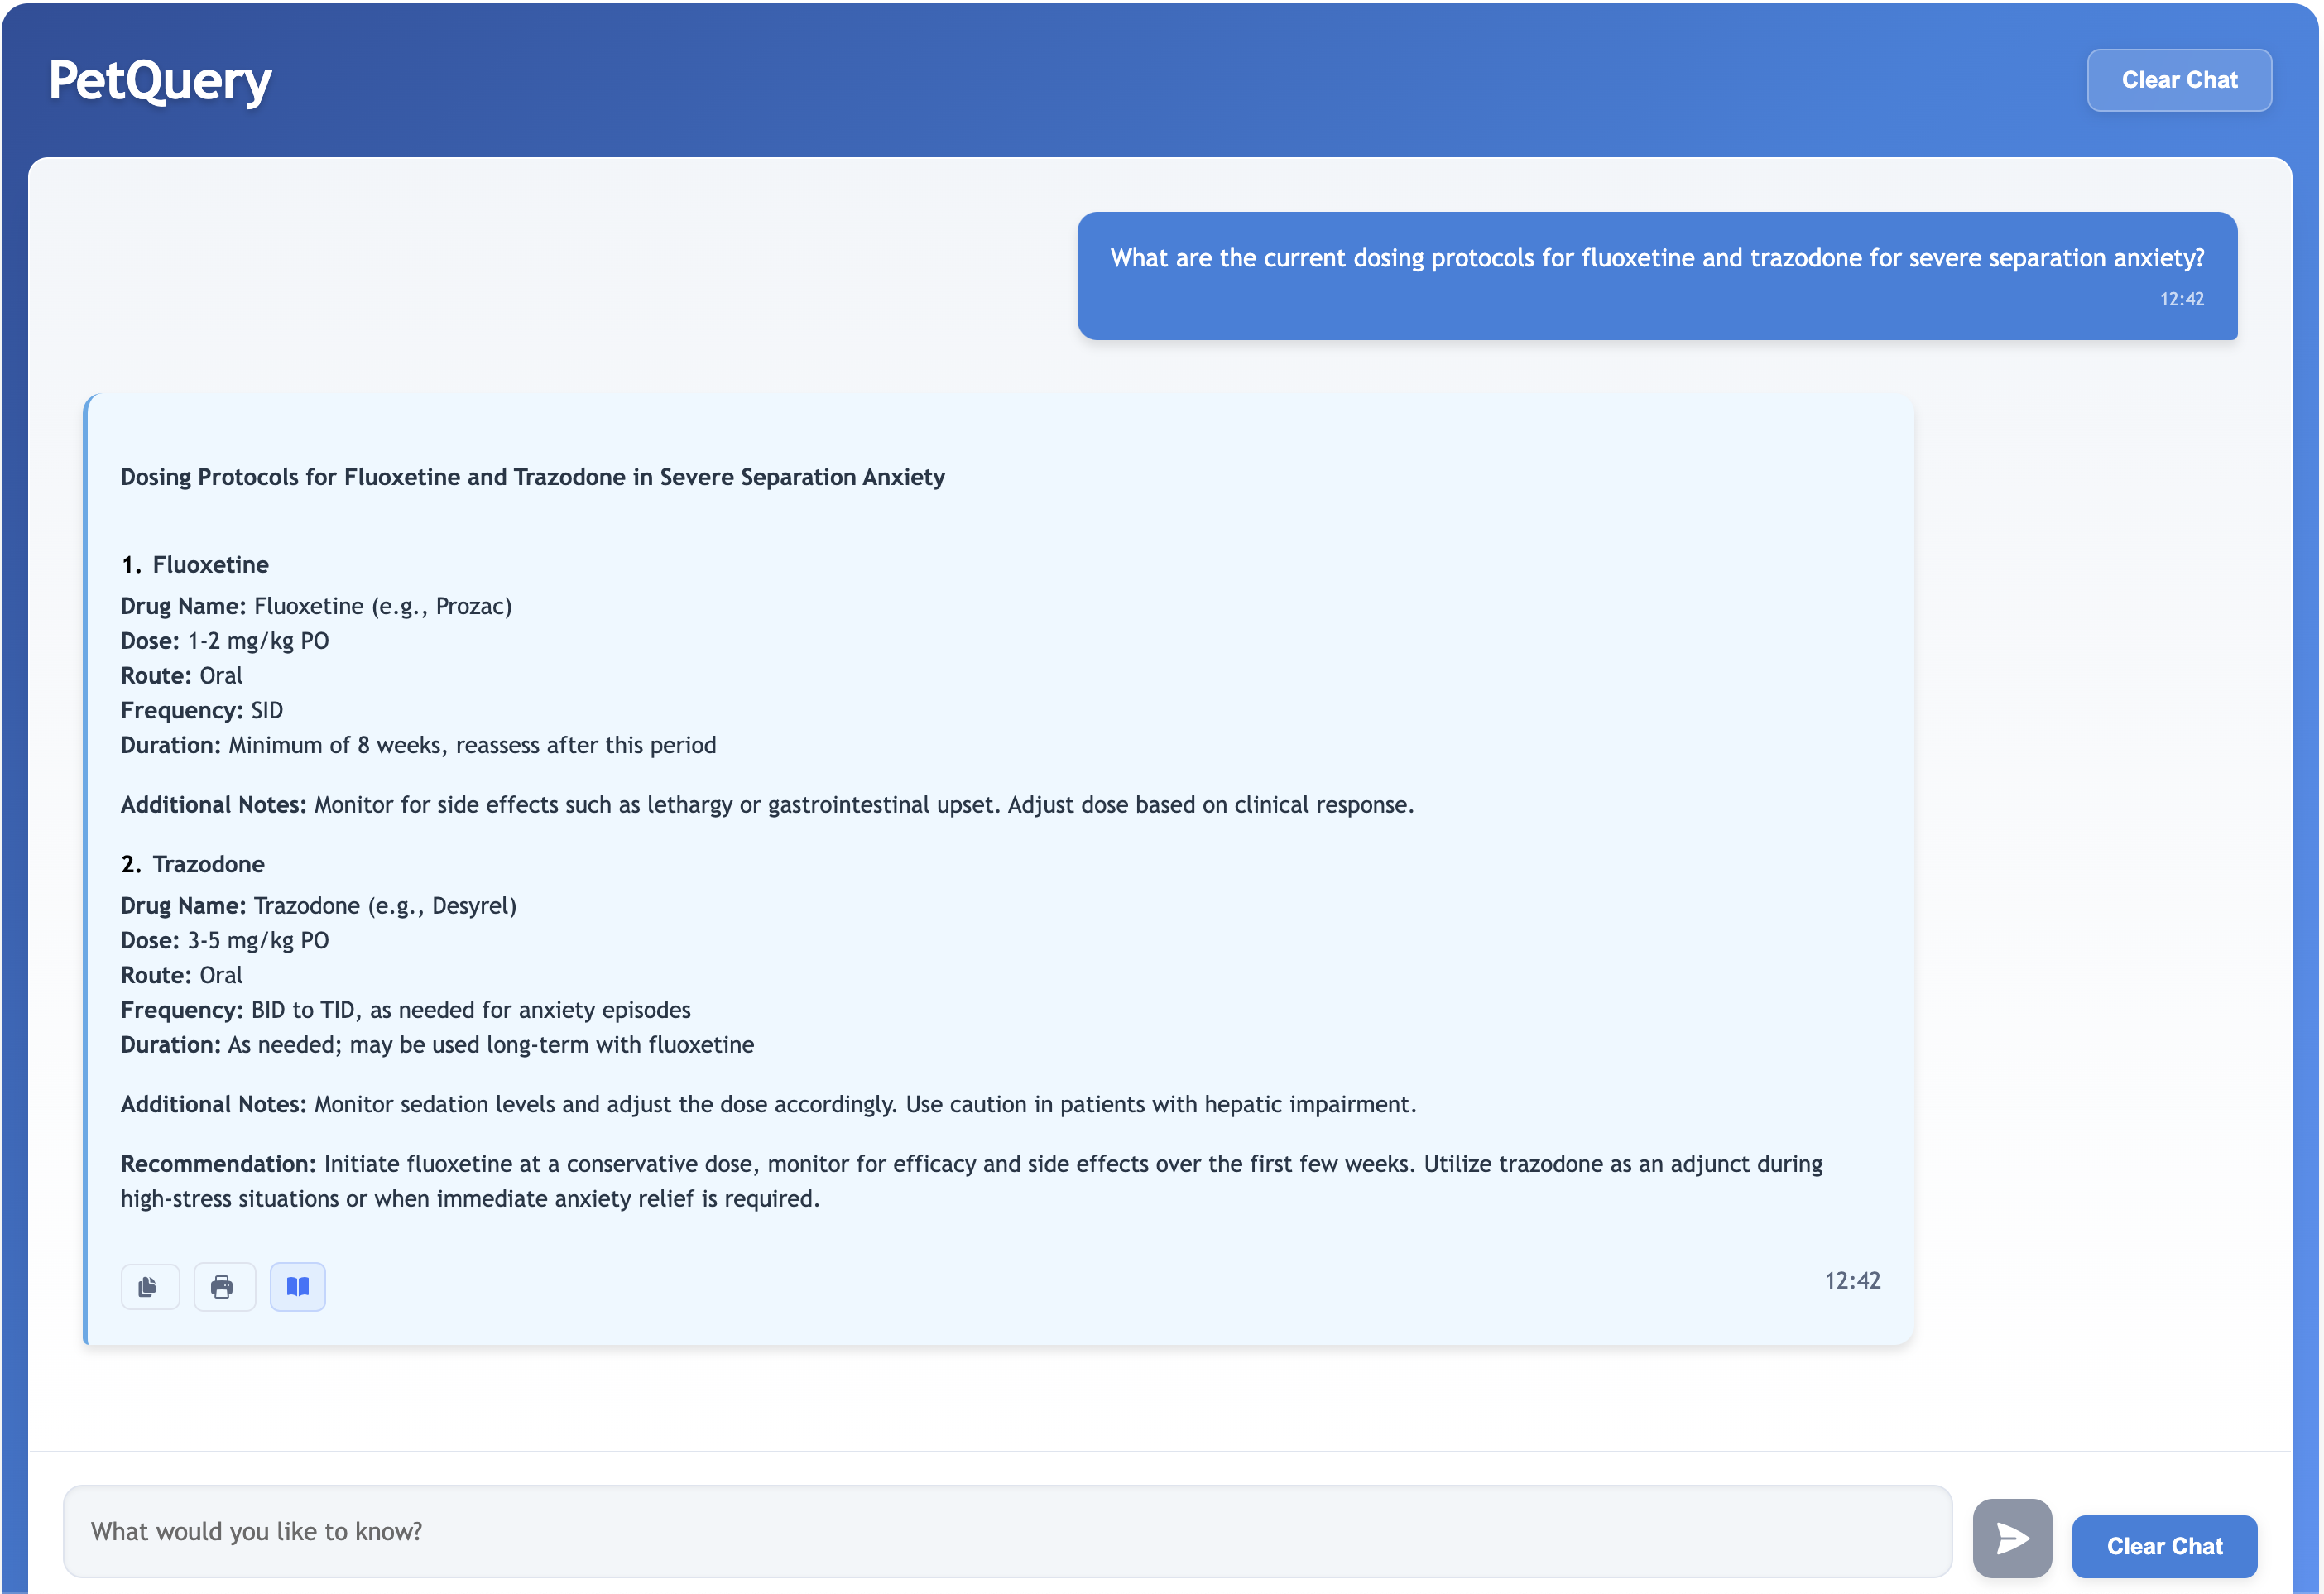 PetQuery
Clear Chat
What are the current dosing protocols for fluoxetine and trazodone for severe separation anxiety?
12:42
Dosing Protocols for Fluoxetine and Trazodone in Severe Separation Anxiety
1. Fluoxetine
Drug Name: Fluoxetine (e.g., Prozac)
Dose: 1-2 mg/kg PO
Route: Oral
Frequency: SID
Duration: Minimum of 8 weeks, reassess after this period
Additional Notes: Monitor for side effects such as lethargy or gastrointestinal upset. Adjust dose based on clinical response.
2. Trazodone
Drug Name: Trazodone (e.g., Desyrel)
Dose: 3-5 mg/kg PO
Route: Oral
Frequency: BID to TID, as needed for anxiety episodes
Duration: As needed; may be used long-term with fluoxetine
Additional Notes: Monitor sedation levels and adjust the dose accordingly. Use caution in patients with hepatic impairment.
Recommendation: Initiate fluoxetine at a conservative dose, monitor for efficacy and side effects over the first few weeks. Utilize trazodone as an adjunct during
high-stress situations or when immediate anxiety relief is required.
12:42
What would you like to know?
Clear Chat